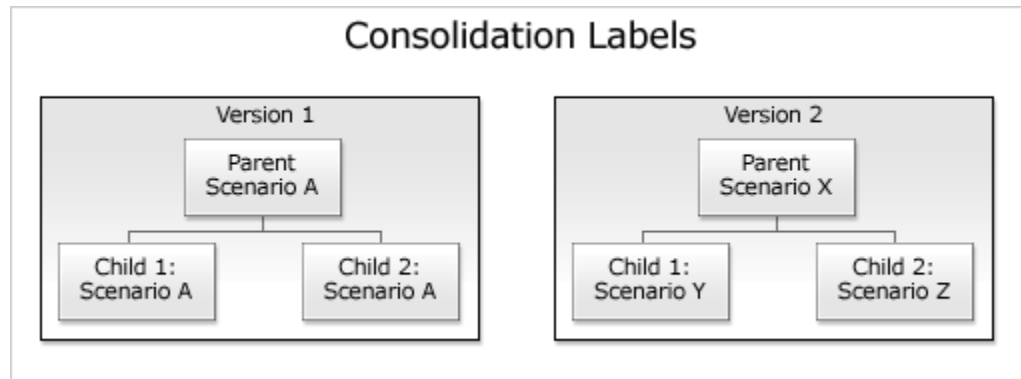 Consolidation Labels
Version 1
Parent
Scenario A
Child 1:
Scenario A
Child 2:
Scenario A
Version 2
Parent
Scenario X
Child 1:
Scenario Y
Child 2:
Scenario Z